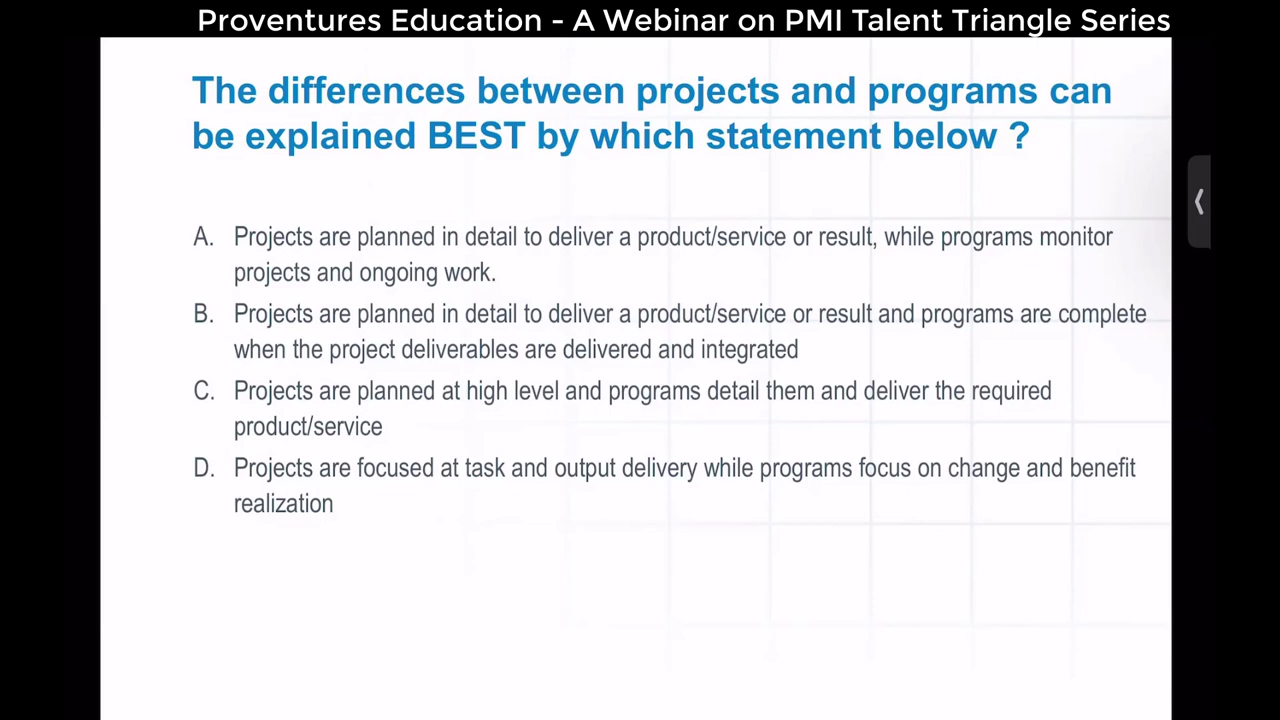 Proventures Education - A Webinar on PMI Talent Triangle Series
The differences between projects and programs can
be explained BEST by which statement below ?
A. Projects are planned in detail to deliver a product/service or result, while programs monitor
projects and ongoing work.
B. Projects are planned in detail to deliver a product/service or result and programs are complete
when the project deliverables are delivered and integrated
C. Projects are planned at high level and programs detail them and deliver the required
product/service
D. Projects are focused at task and output delivery while programs focus on change and benefit
realization